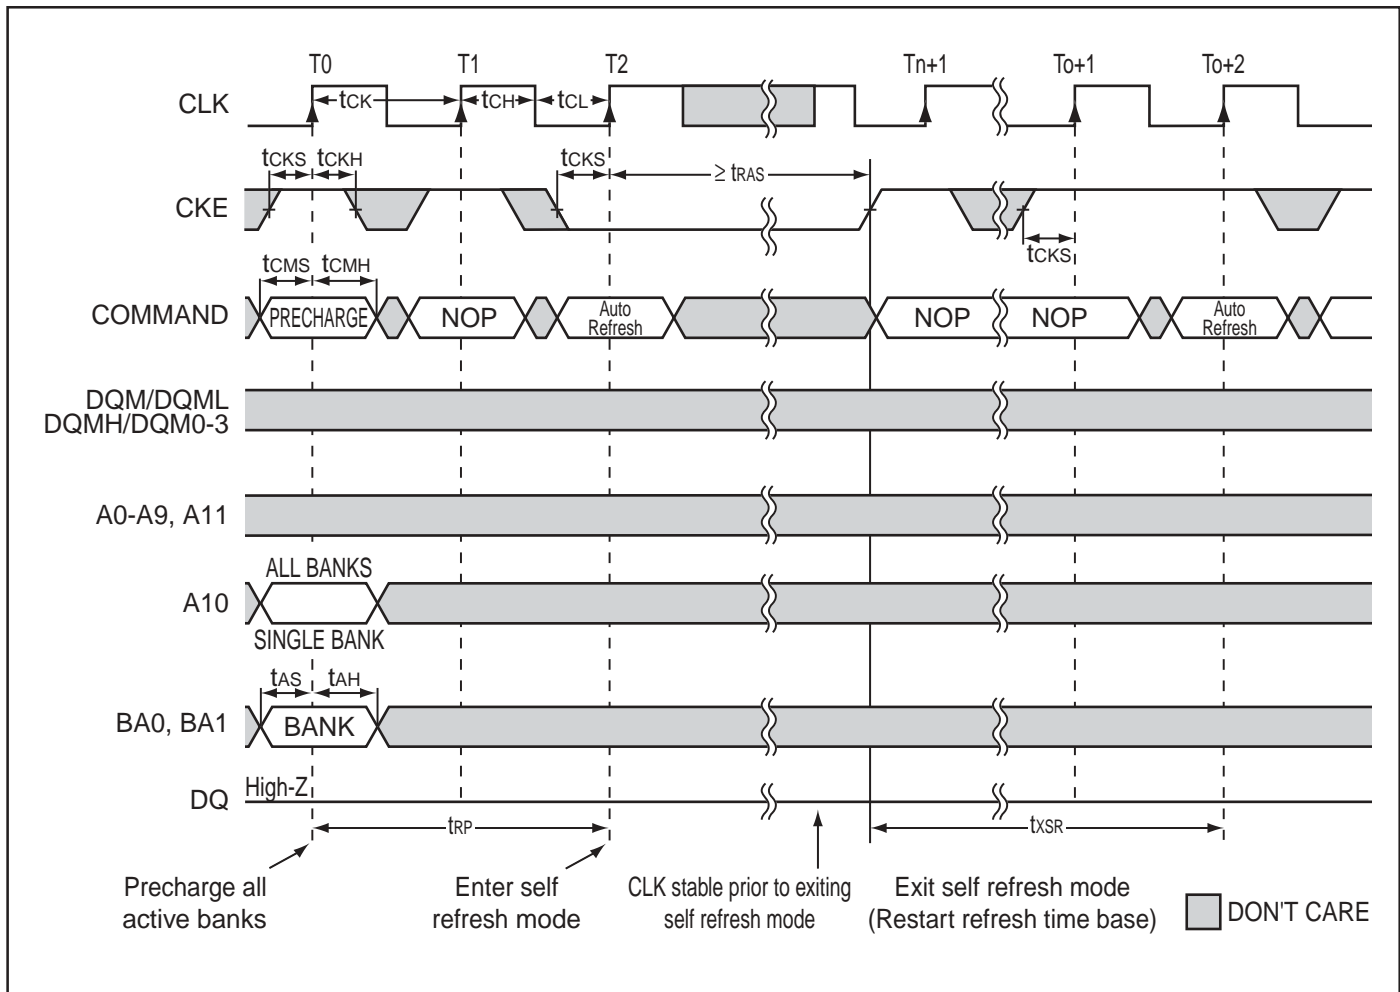 T0 T1 T2 Tn+1 To+1 To+2
CLK tCK tCH tCL
tCKS tCKH tCKS ≥ tRAS
CKE
tCKS
tCMS tCMH
COMMAND PRECHARGE NOP Auto Refresh NOP NOP Auto Refresh
DQM/DQML
DQMH/DQM0-3
A0-A9, A11
ALL BANKS
A10
SINGLE BANK
tAS tAH
BA0, BA1 BANK
High-Z
DQ
tRP tXSR
Precharge all active banks
Enter self refresh mode
CLK stable prior to exiting self refresh mode
Exit self refresh mode (Restart refresh time base)
DON'T CARE